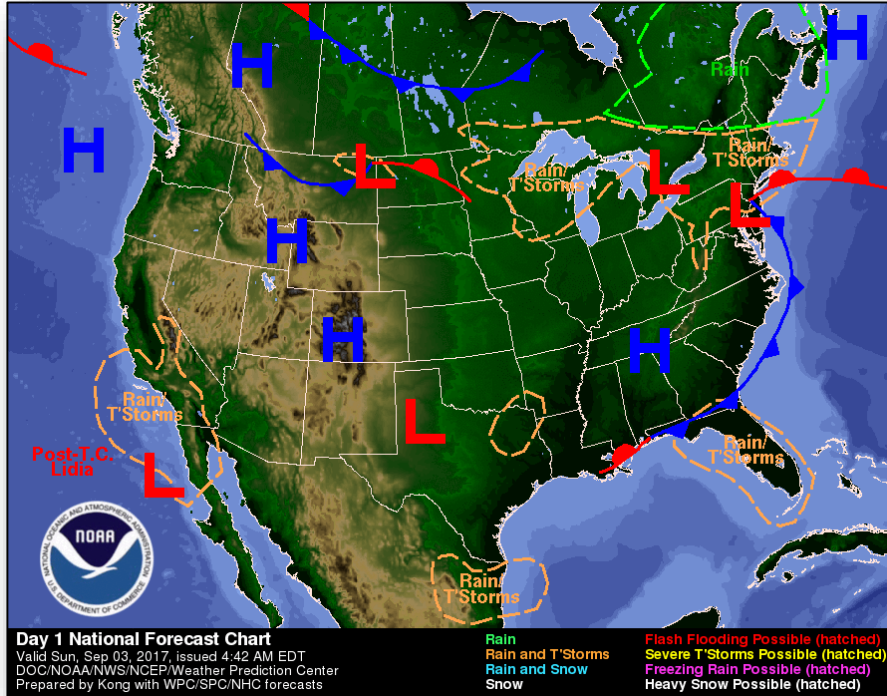 H
H
Rain
H
L
Rain/
T'Storms
L
Rain/
T'Storms
L
H
H
H
Rain/
T'Storms
L
Rain/
T'Storms
Post-T.C.
Lidia
L
NATIONAL OCEANIC AND ATMOSPHERIC ADMINISTRATION
NOAA
U.S. DEPARTMENT OF COMMERCE
Rain/
T'Storms
Day 1 National Forecast Chart
Valid Sun, Sep 03, 2017, issued 4:42 AM EDT
DOC/NOAA/NWS/NCEP/Weather Prediction Center
Prepared by Kong with WPC/SPC/NHC forecasts
Rain
Rain and T'Storms
Rain and Snow
Snow
Flash Flooding Possible (hatched)
Severe T'Storms Possible (hatched)
Freezing Rain Possible (hatched)
Heavy Snow Possible (hatched)